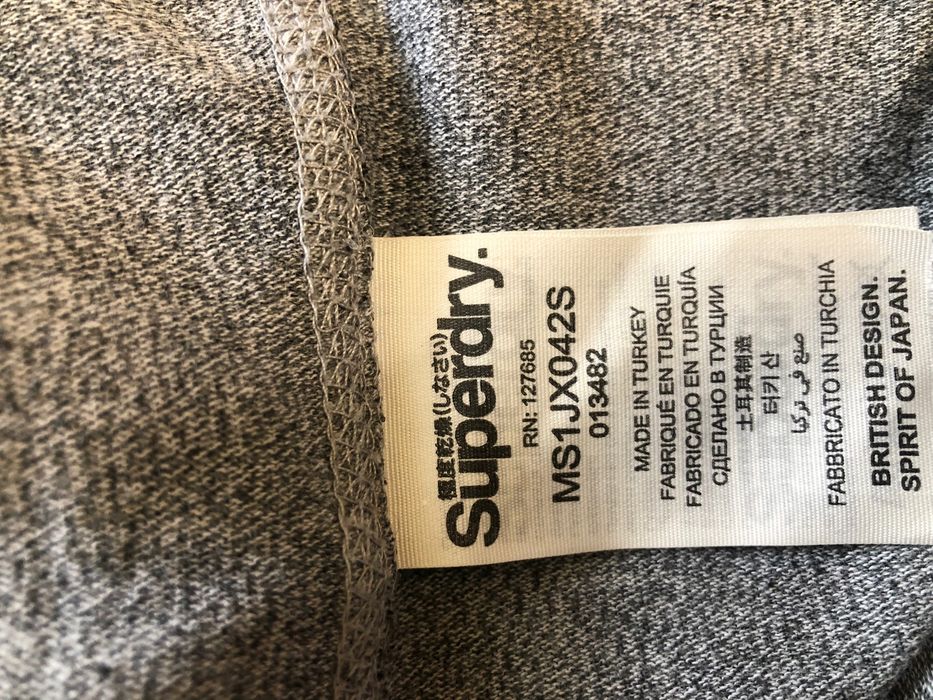 極度乾燥(しなさい)
Superdry.
RN: 127685
MS1JX042S
013482
MADE IN TURKEY
FABRIQUÉ EN TURQUIE
FABRICADO EN TURQUÍA
СДЕЛАНО В ТУРЦИИ
土耳其制造
터키 산
صنع في تركيا
FABBRICATO IN TURCHIA
BRITISH DESIGN.
SPIRIT OF JAPAN.